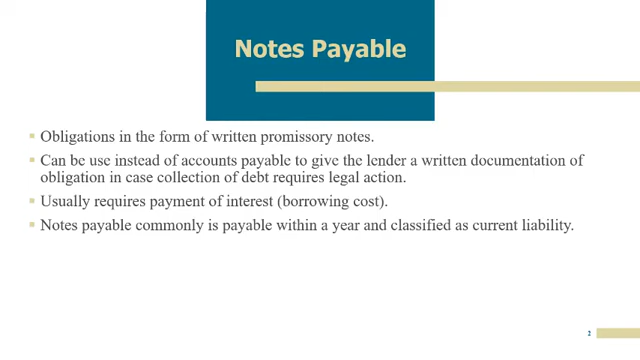 Notes Payable
Obligations in the form of written promissory notes.
Can be use instead of accounts payable to give the lender a written documentation of
obligation in case collection of debt requires legal action.
Usually requires payment of interest (borrowing cost).
Notes payable commonly is payable within a year and classified as current liability.
2